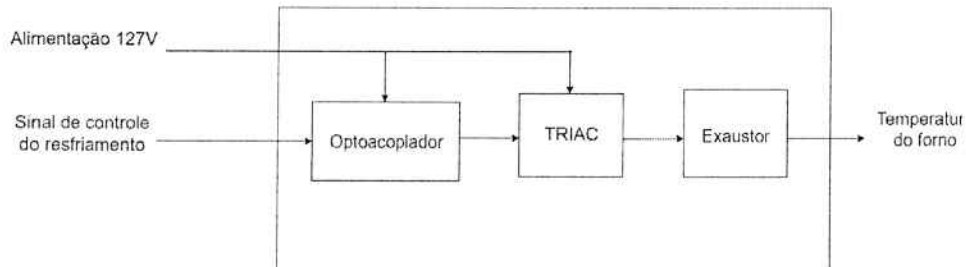 Alimentação 127V
Sinal de controle
do resfriamento
Optoacoplador
TRIAC
Exaustor
Temperatur
do forno